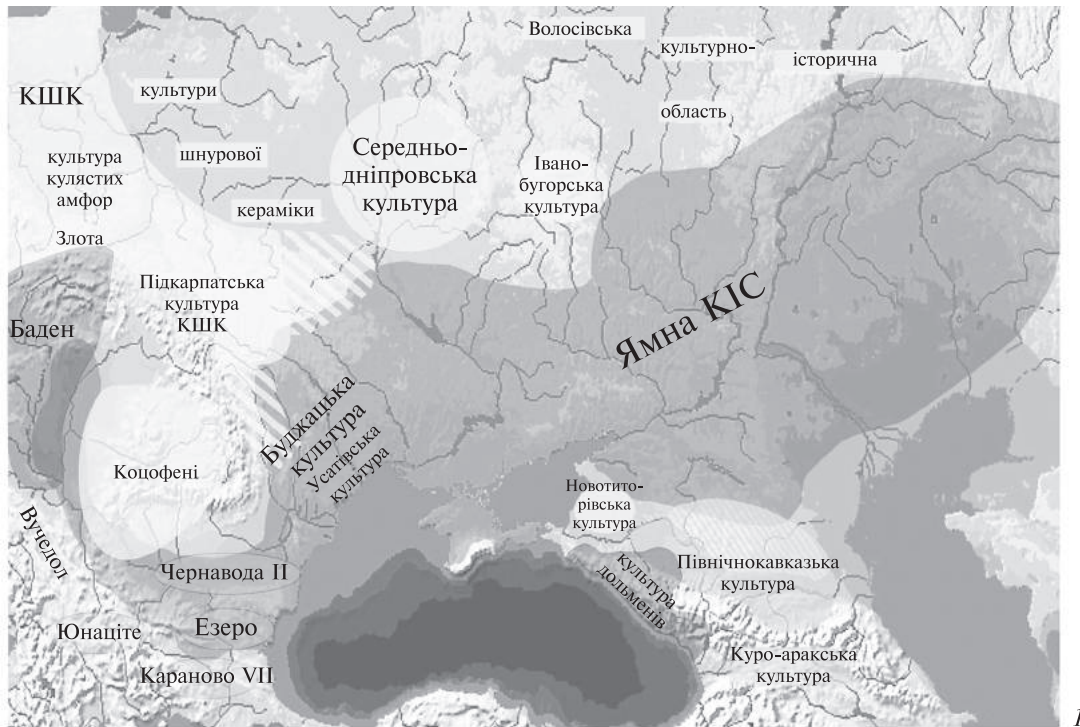 Волосівська
культурно-
історична
область
КШК
культури
шнурової
кераміки
Середньо-
дніпровська
культура
Івано-
бугорська
культура
культура
кулястих
амфор
Злота
Підкарпатська
культура
КШК
Баден
Ямна КІС
Буджацька
культура
Усатівська
культура
Коцофені
Новотито-
рівська
культура
Вучедол
Чернавода II
культура
дольменів
Північнокавказька
культура
Юнаціте
Езеро
Караново VII
Куро-аракська
культура